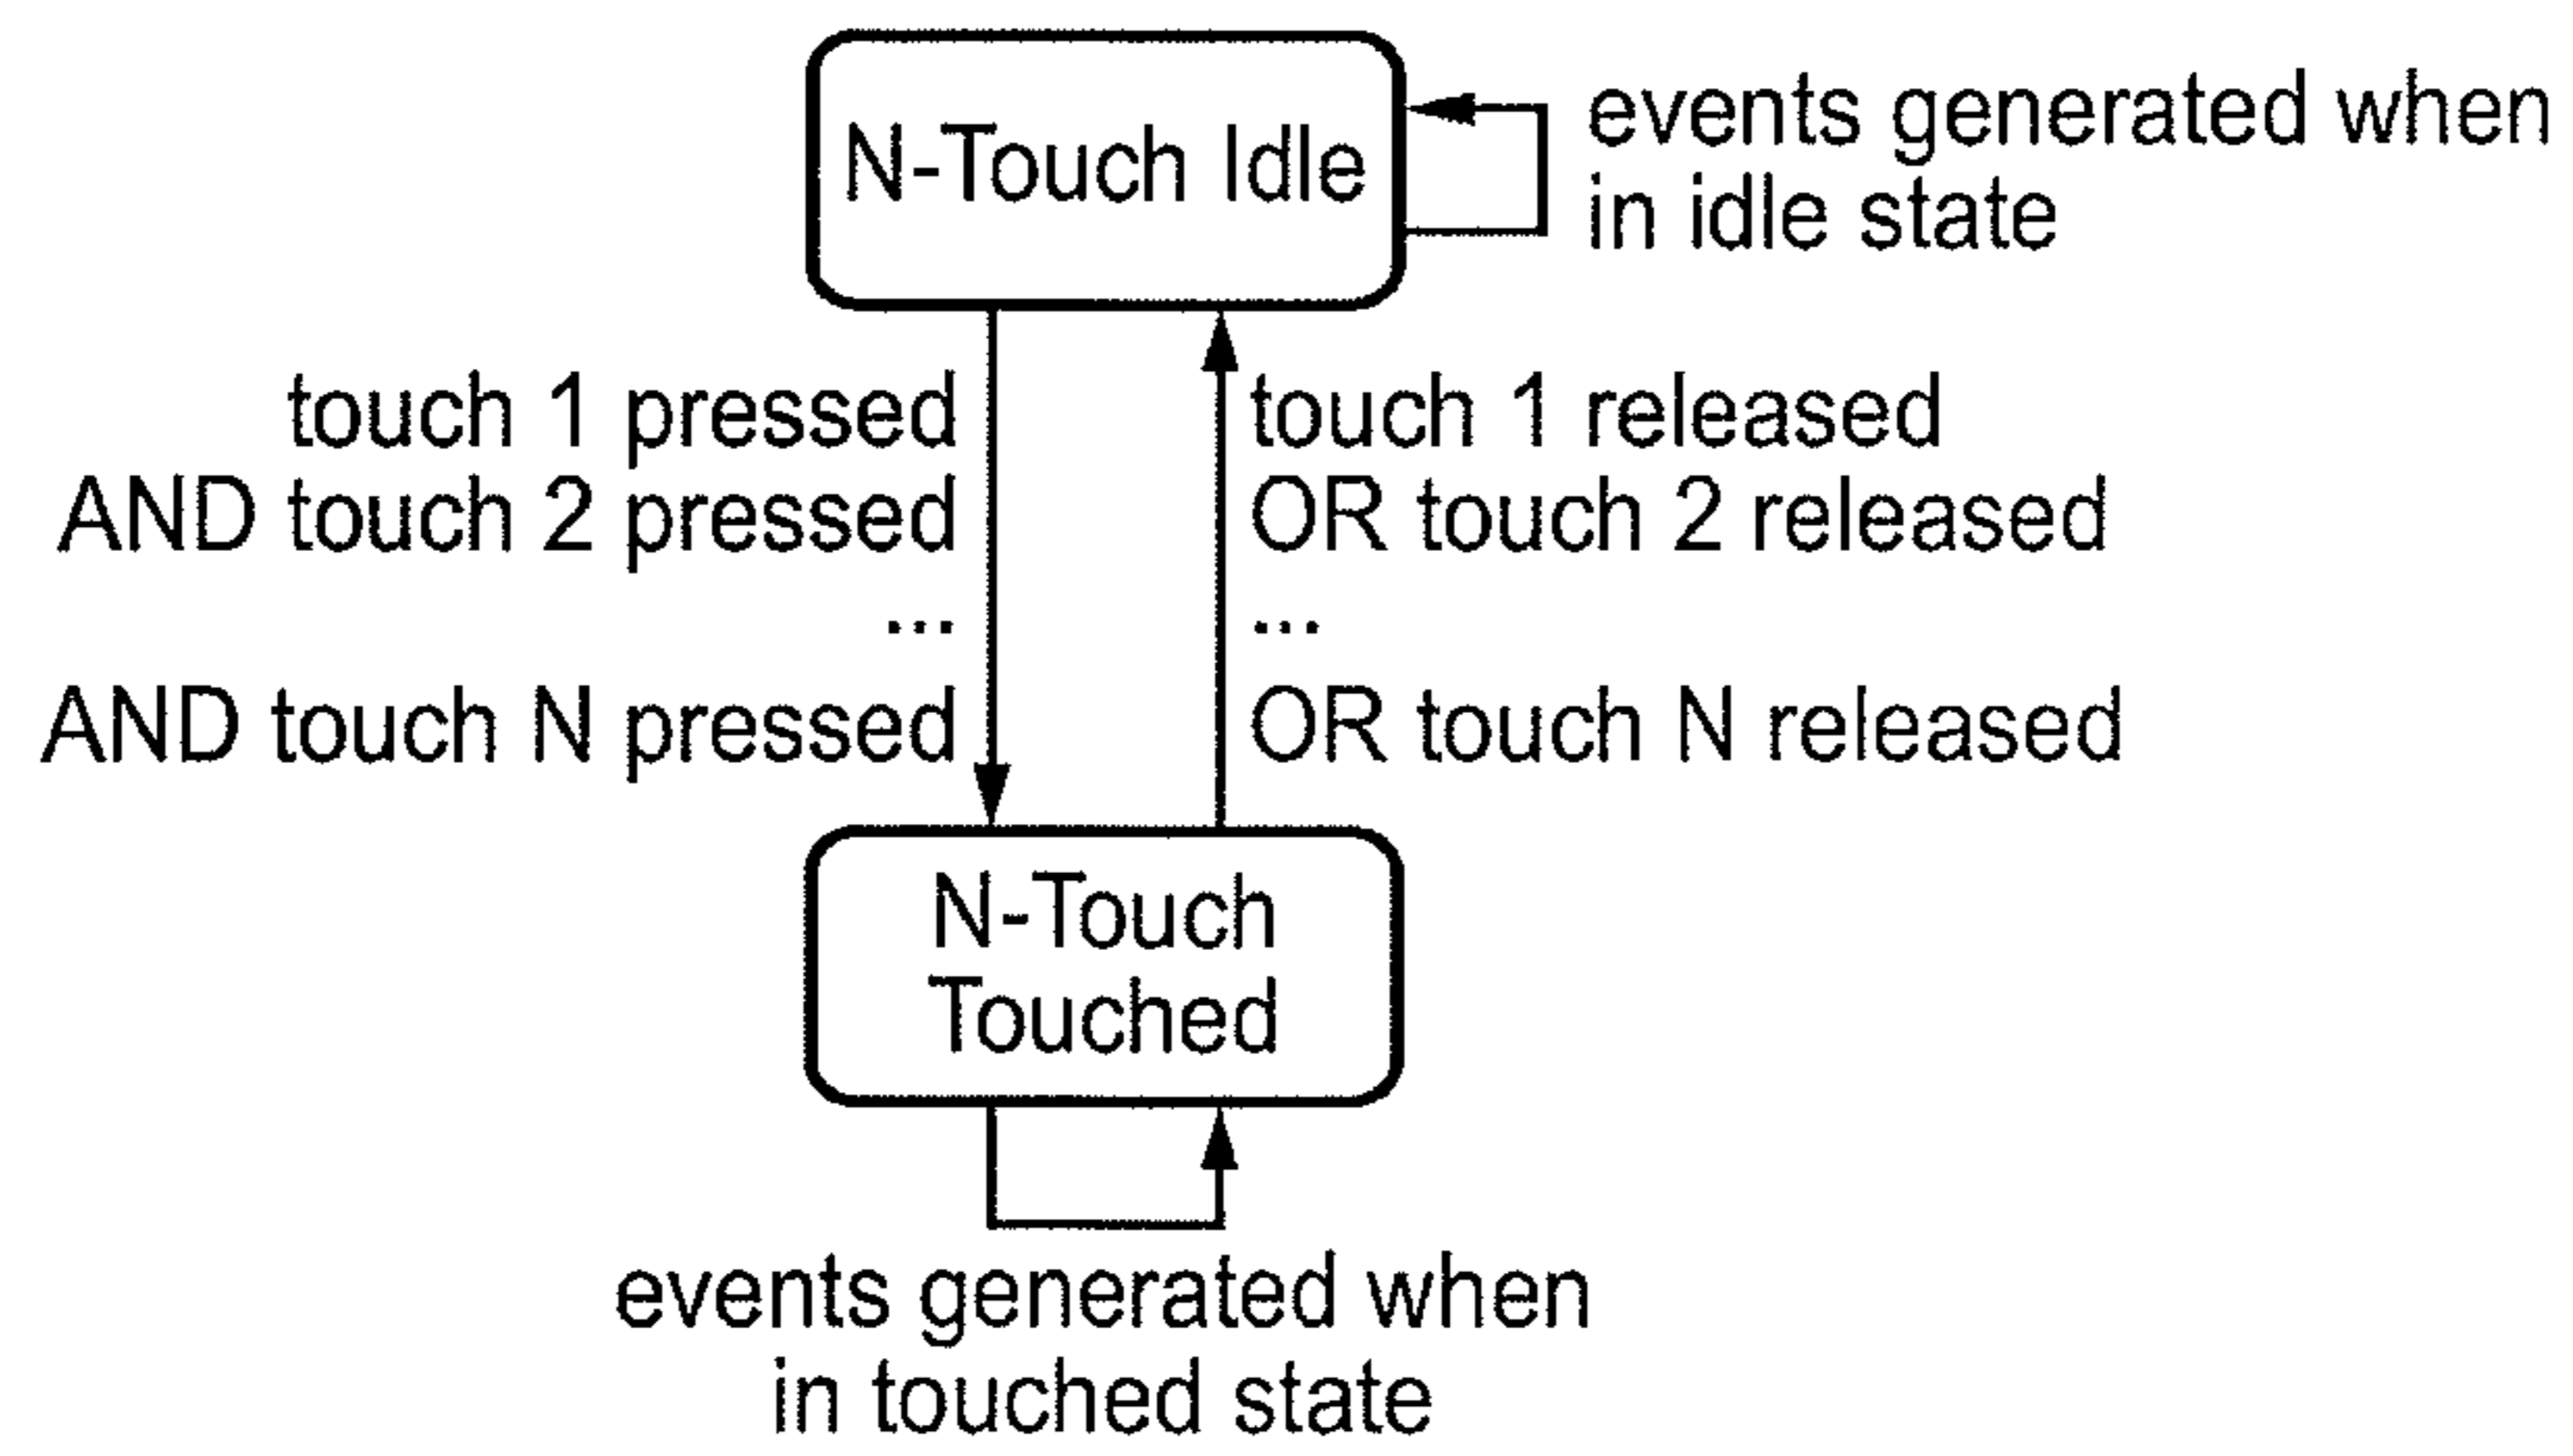 N-Touch Idle
events generated when
in idle state
touch 1 pressed
AND touch 2 pressed
...
AND touch N pressed
touch 1 released
OR touch 2 released
...
OR touch N released
N-Touch
Touched
events generated when
in touched state